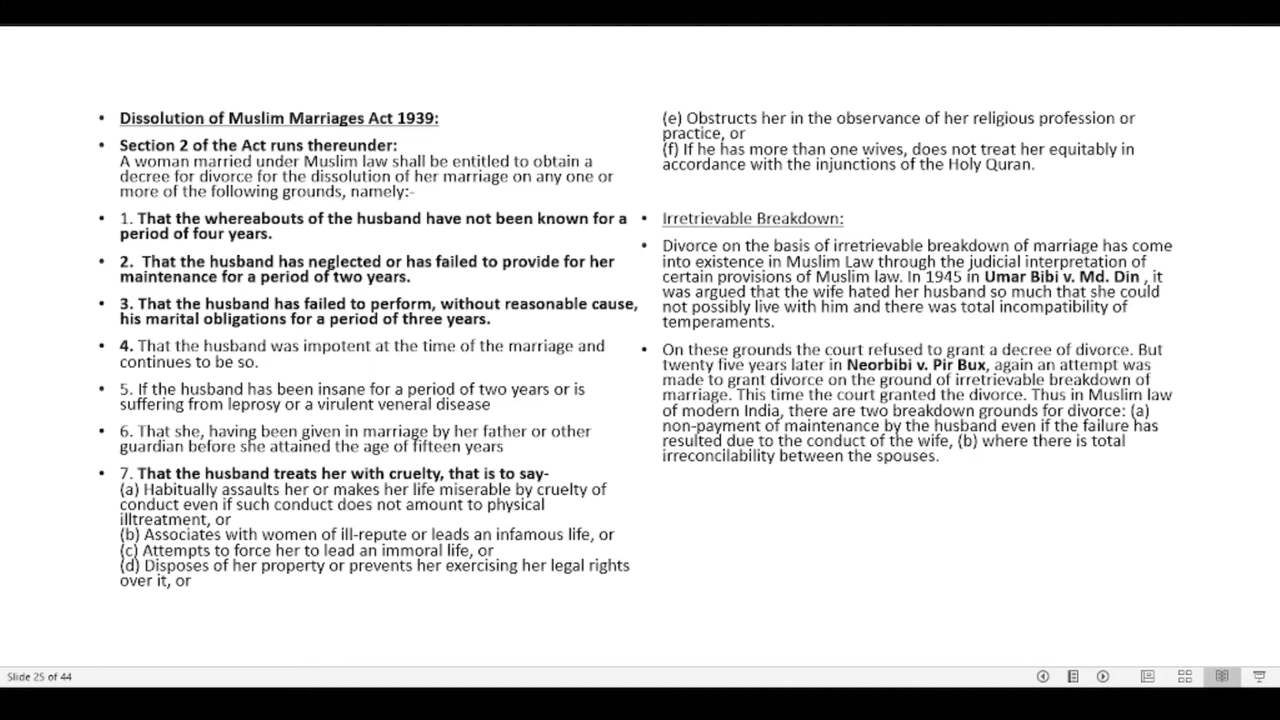 • Dissolution of Muslim Marriages Act 1939:
• Section 2 of the Act runs thereunder:
A woman married under Muslim law shall be entitled to obtain a
decree for divorce for the dissolution of her marriage on any one or
more of the following grounds, namely:-
• 1. That the whereabouts of the husband have not been known for a
period of four years.
• 2. That the husband has neglected or has failed to provide for her
maintenance for a period of two years.
• 3. That the husband has failed to perform, without reasonable cause,
his marital obligations for a period of three years.
• 4. That the husband was impotent at the time of the marriage and
continues to be so.
• 5. If the husband has been insane for a period of two years or is
suffering from leprosy or a virulent veneral disease
• 6. That she, having been given in marriage by her father or other
guardian before she attained the age of fifteen years
• 7. That the husband treats her with cruelty, that is to say-
(a) Habitually assaults her or makes her life miserable by cruelty of
conduct even if such conduct does not amount to physical
illtreatment, or
(b) Associates with women of ill-repute or leads an infamous life, or
(c) Attempts to force her to lead an immoral life, or
(d) Disposes of her property or prevents her exercising her legal rights
over it, or
(e) Obstructs her in the observance of her religious profession or
practice, or
(f) If he has more than one wives, does not treat her equitably in
accordance with the injunctions of the Holy Quran.
• Irretrievable Breakdown:
• Divorce on the basis of irretrievable breakdown of marriage has come
into existence in Muslim Law through the judicial interpretation of
certain provisions of Muslim law. In 1945 in Umar Bibi v. Md. Din , it
was argued that the wife hated her husband so much that she could
not possibly live with him and there was total incompatibility of
temperaments.
• On these grounds the court refused to grant a decree of divorce. But
twenty five years later in Neorbibi v. Pir Bux, again an attempt was
made to grant divorce on the ground of irretrievable breakdown of
marriage. This time the court granted the divorce. Thus in Muslim law
of modern India, there are two breakdown grounds for divorce: (a)
non-payment of maintenance by the husband even if the failure has
resulted due to the conduct of the wife, (b) where there is total
irreconcilability between the spouses.
Slide 25 of 44